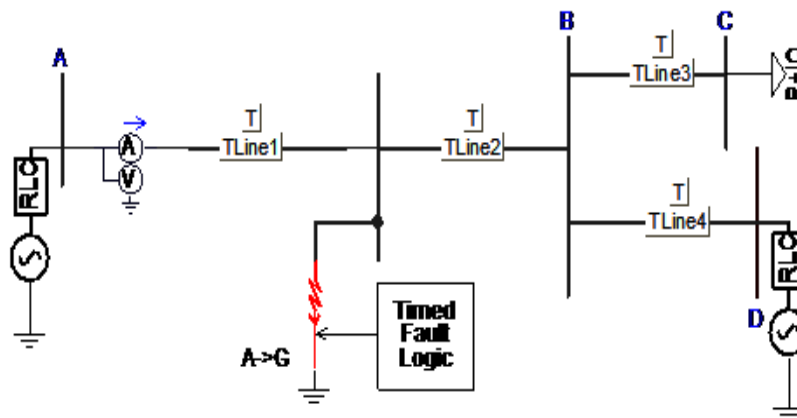 A
B
C
T
TLine3
A
T
TLine1
T
TLine2
V
RLC
T
TLine4
RLC
D
Timed
Fault
Logic
A->G